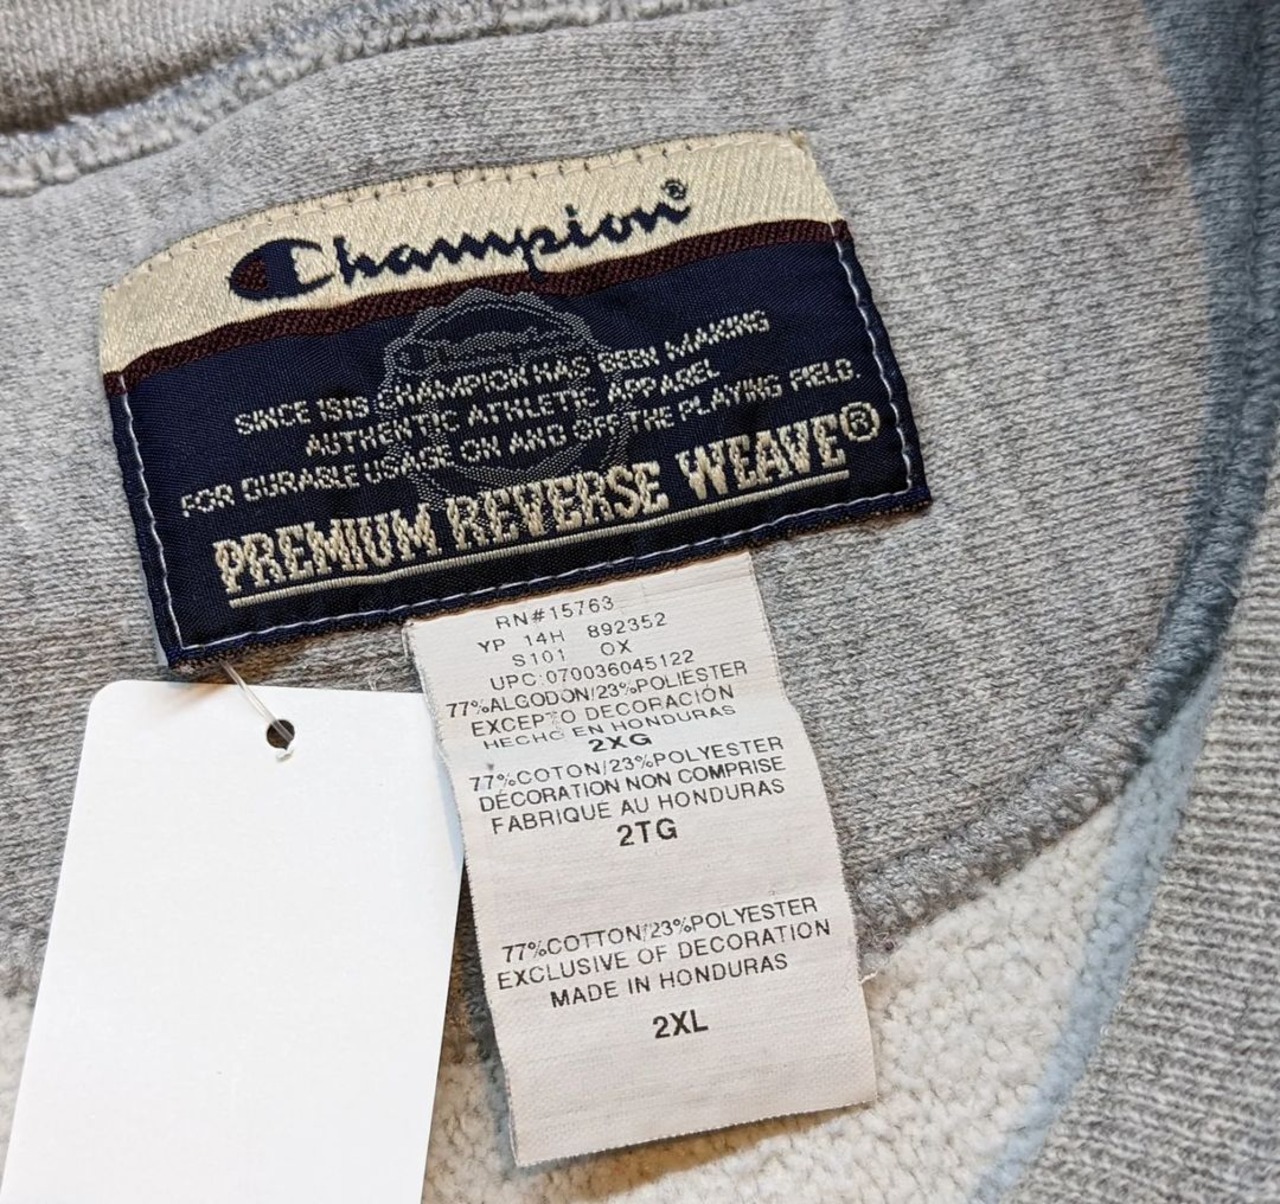 Champion®
SINCE 1919 CHAMPION HAS BEEN MAKING
AUTHENTIC ATHLETIC APPAREL
FOR DURABLE USAGE ON AND OFF THE PLAYING FIELD.
PREMIUM REVERSE WEAVE®
RN#15763
YP 14H 892352
S101 OX
UPC:070036045122
77%ALGODON/23%POLIESTER
EXCEPTO DECORACIÓN
HECHO EN HONDURAS
2XG
77%COTON/23%POLYESTER
DÉCORATION NON COMPRISE
FABRIQUE AU HONDURAS
2TG
77%COTTON/23%POLYESTER
EXCLUSIVE OF DECORATION
MADE IN HONDURAS
2XL